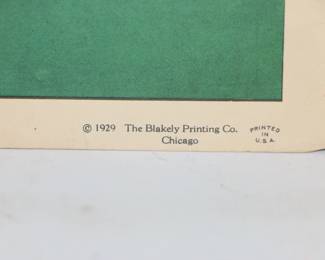 © 1929 The Blakely Printing Co.
Chicago
PRINTED
IN
U.S.A.